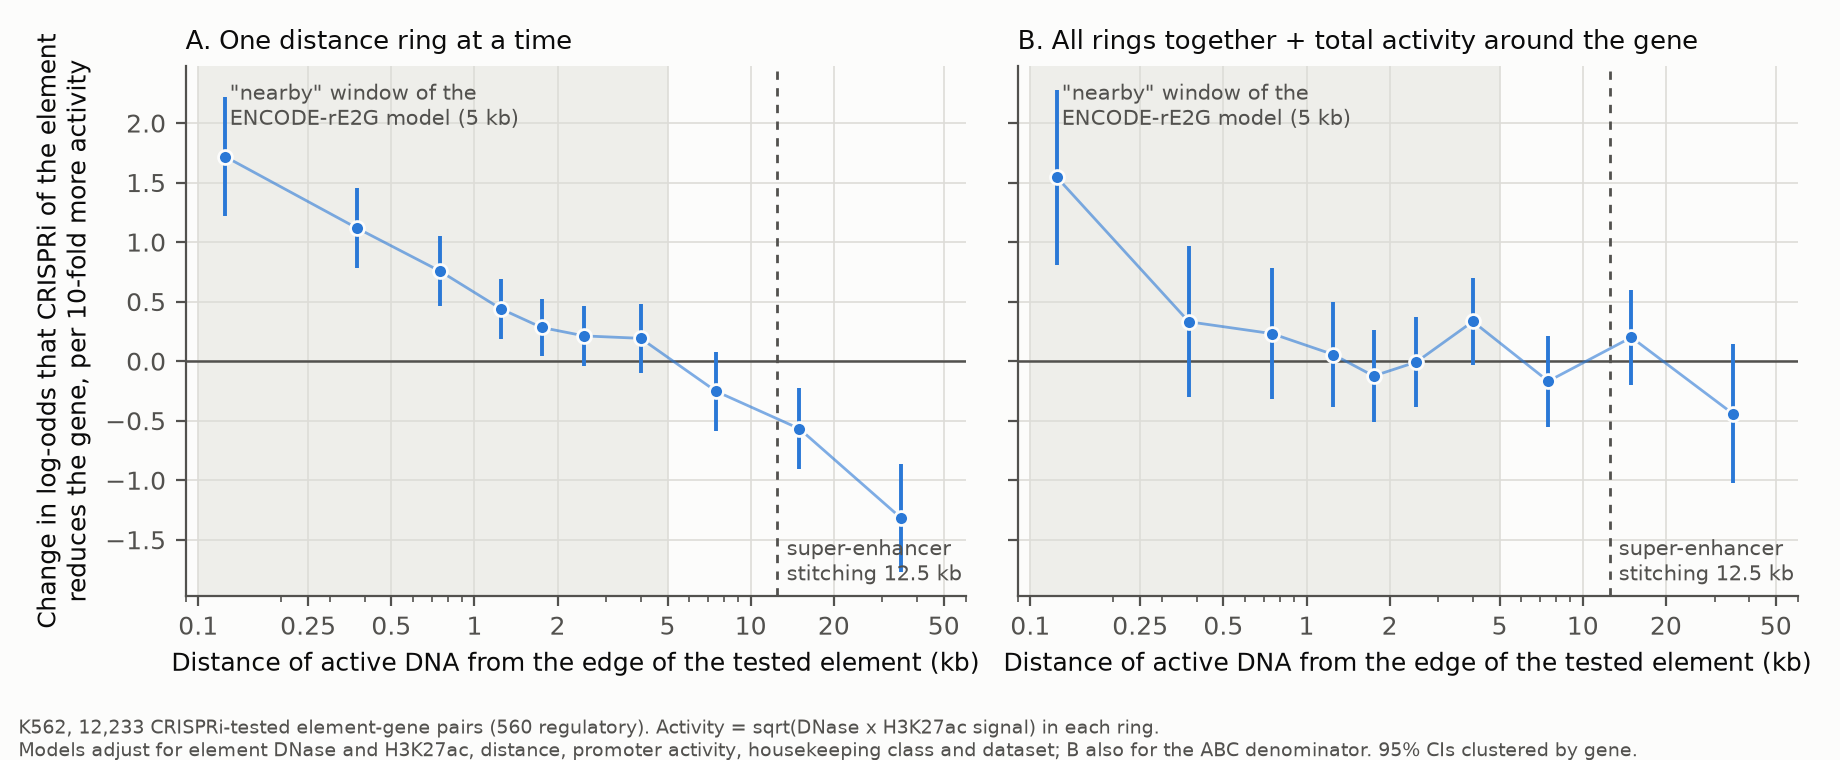 A. One distance ring at a time
Change in log-odds that CRISPRi of the element
reduces the gene, per 10-fold more activity
"nearby" window of the
ENCODE-rE2G model (5 kb)
2.0
1.5
1.0
0.5
0.0
−0.5
−1.0
−1.5
super-enhancer
stitching 12.5 kb
0.1 0.25 0.5 1 2 5 10 20 50
Distance of active DNA from the edge of the tested element (kb)
B. All rings together + total activity around the gene
"nearby" window of the
ENCODE-rE2G model (5 kb)
super-enhancer
stitching 12.5 kb
0.1 0.25 0.5 1 2 5 10 20 50
Distance of active DNA from the edge of the tested element (kb)
K562, 12,233 CRISPRi-tested element-gene pairs (560 regulatory). Activity = sqrt(DNase x H3K27ac signal) in each ring.
Models adjust for element DNase and H3K27ac, distance, promoter activity, housekeeping class and dataset; B also for the ABC denominator. 95% CIs clustered by gene.